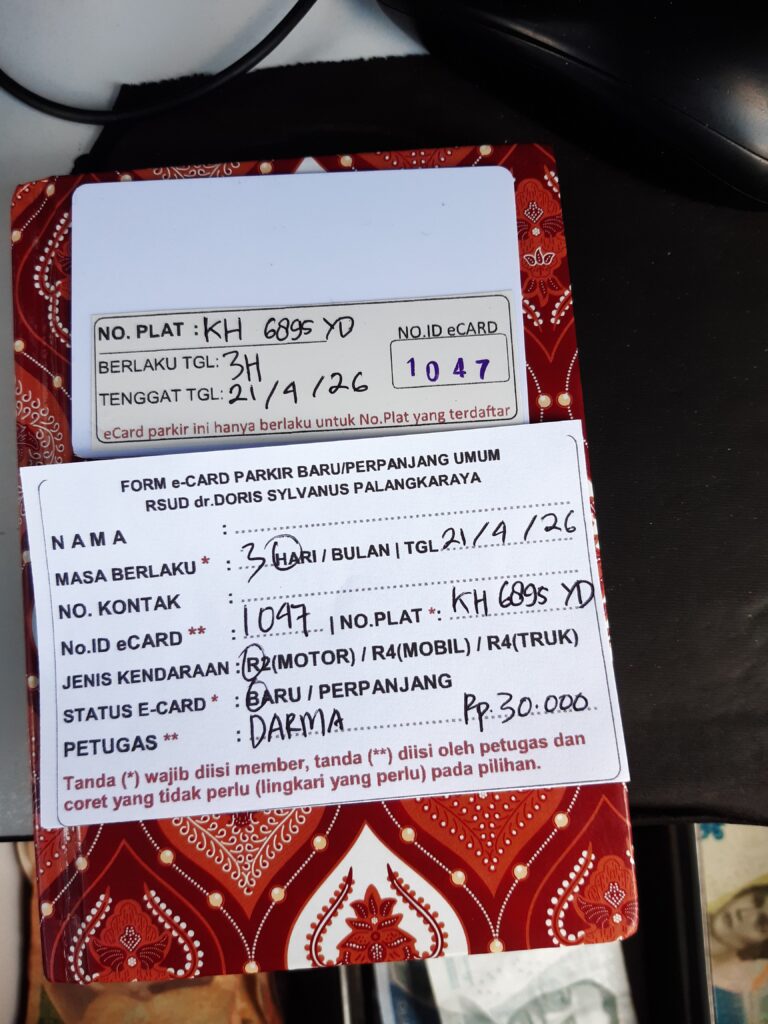 NO. PLAT : KH 6895 YD
NO.ID eCARD
BERLAKU TGL: 3H
1047
TENGGAT TGL: 21/4/26
eCard parkir ini hanya berlaku untuk No.Plat yang terdaftar
FORM e-CARD PARKIR BARU/PERPANJANG UMUM
RSUD dr.DORIS SYLVANUS PALANGKARAYA
NAMA :
MASA BERLAKU * : 3 HARI / BULAN | TGL 21/4/26
NO. KONTAK :
No.ID eCARD ** : 1047 | NO.PLAT *: KH 6895 YD
JENIS KENDARAAN : R2(MOTOR) / R4(MOBIL) / R4(TRUK)
STATUS E-CARD * : BARU / PERPANJANG
PETUGAS ** : DARMA Rp.30.000
Tanda (*) wajib diisi member, tanda (**) diisi oleh petugas dan
coret yang tidak perlu (lingkari yang perlu) pada pilihan.